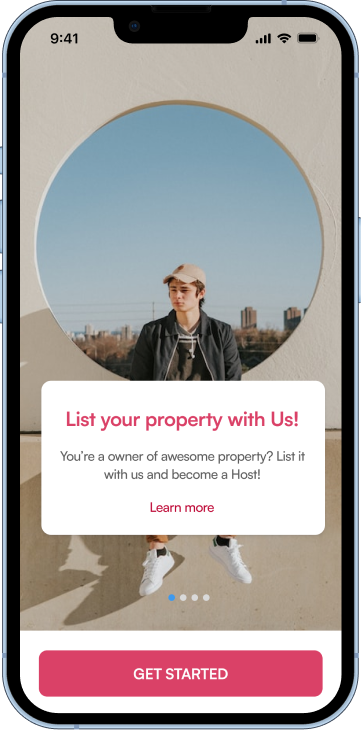 9:41
List your property with Us!
You're a owner of awesome property? List it
with us and become a Host!
Learn more
GET STARTED